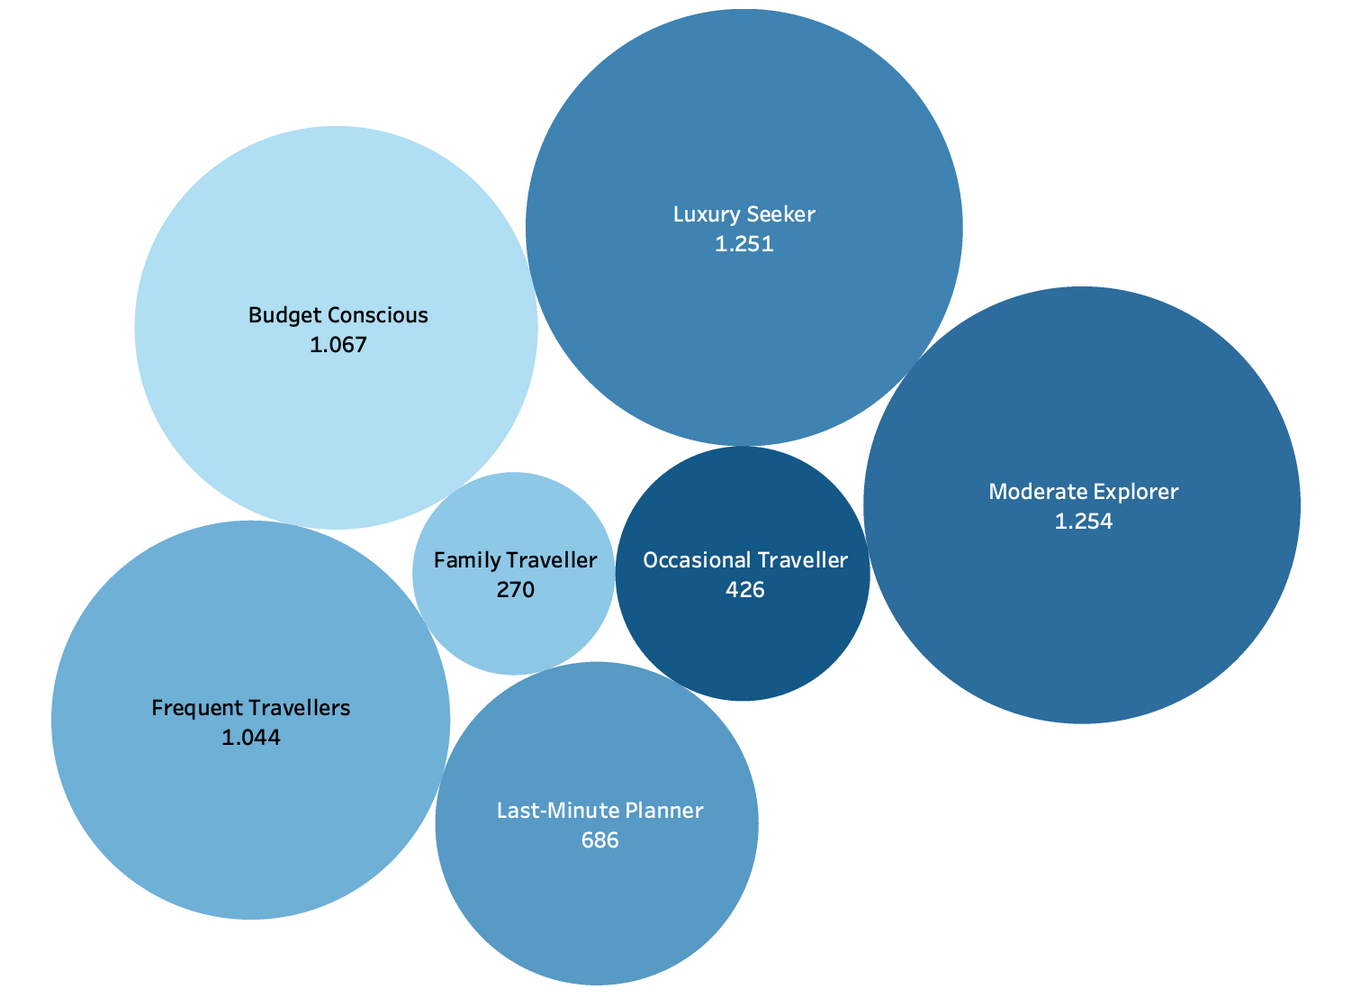 Luxury Seeker
1.251
Budget Conscious
1.067
Moderate Explorer
1.254
Family Traveller
270
Occasional Traveller
426
Frequent Travellers
1.044
Last-Minute Planner
686